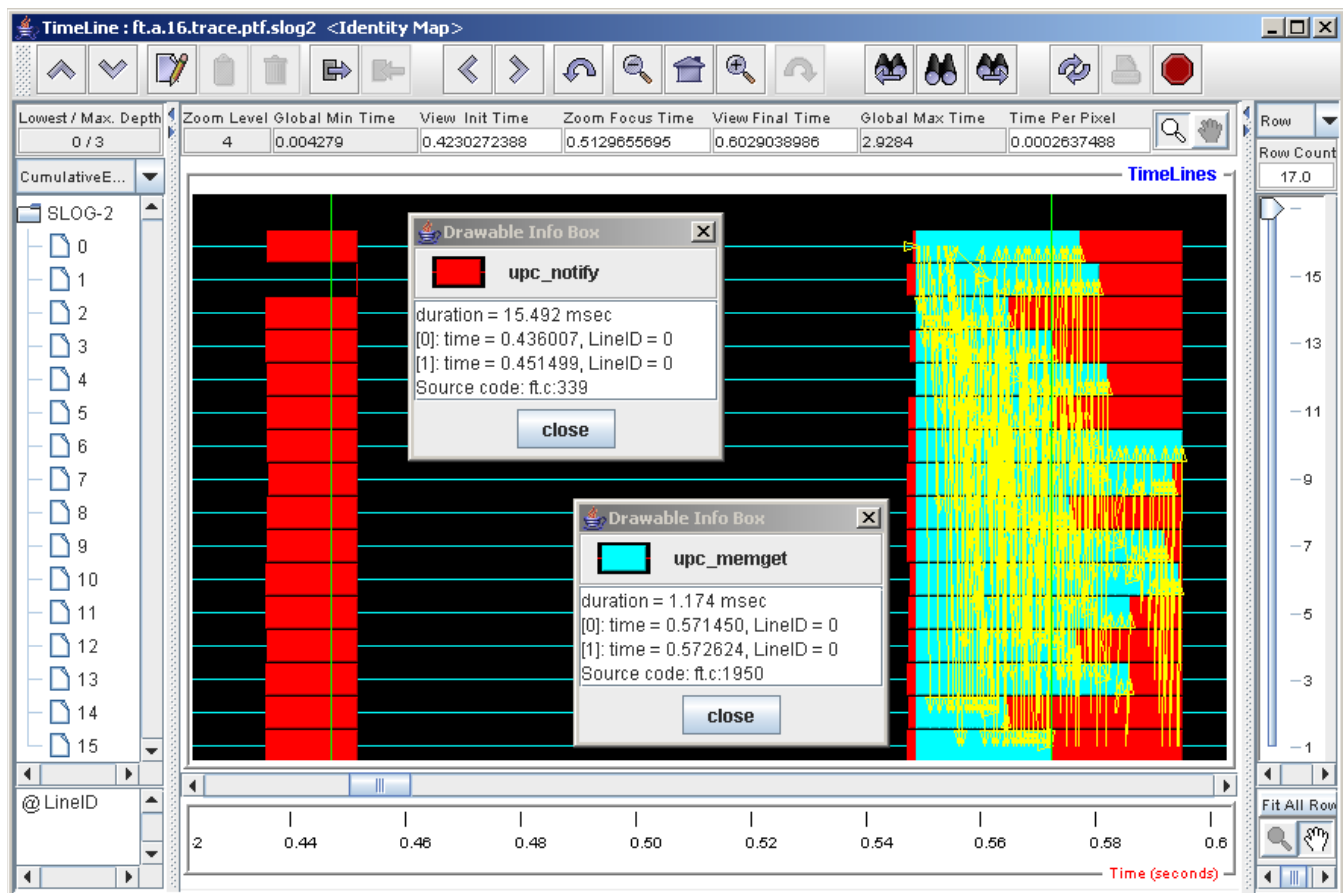 TimeLine : ft.a.16.trace.ptf.slog2 <Identity Map>
Lowest / Max. Depth
0 / 3
Zoom Level Global Min Time View Init Time Zoom Focus Time View Final Time Global Max Time Time Per Pixel
4 0.004279 0.4230272388 0.5129655695 0.6029038986 2.9284 0.0002637488
Row
Row Count
17.0
CumulativeE...
TimeLines
SLOG-2
0
1
2
3
4
5
6
7
8
9
10
11
12
13
14
15
Drawable Info Box
upc_notify
duration = 15.492 msec
[0]: time = 0.436007, LineID = 0
[1]: time = 0.451499, LineID = 0
Source code: ft.c:339
close
Drawable Info Box
upc_memget
duration = 1.174 msec
[0]: time = 0.571450, LineID = 0
[1]: time = 0.572624, LineID = 0
Source code: ft.c:1950
close
15
13
11
9
7
5
3
1
@ LineID
Fit All Row
.2 0.44 0.46 0.48 0.50 0.52 0.54 0.56 0.58 0.6
Time (seconds)